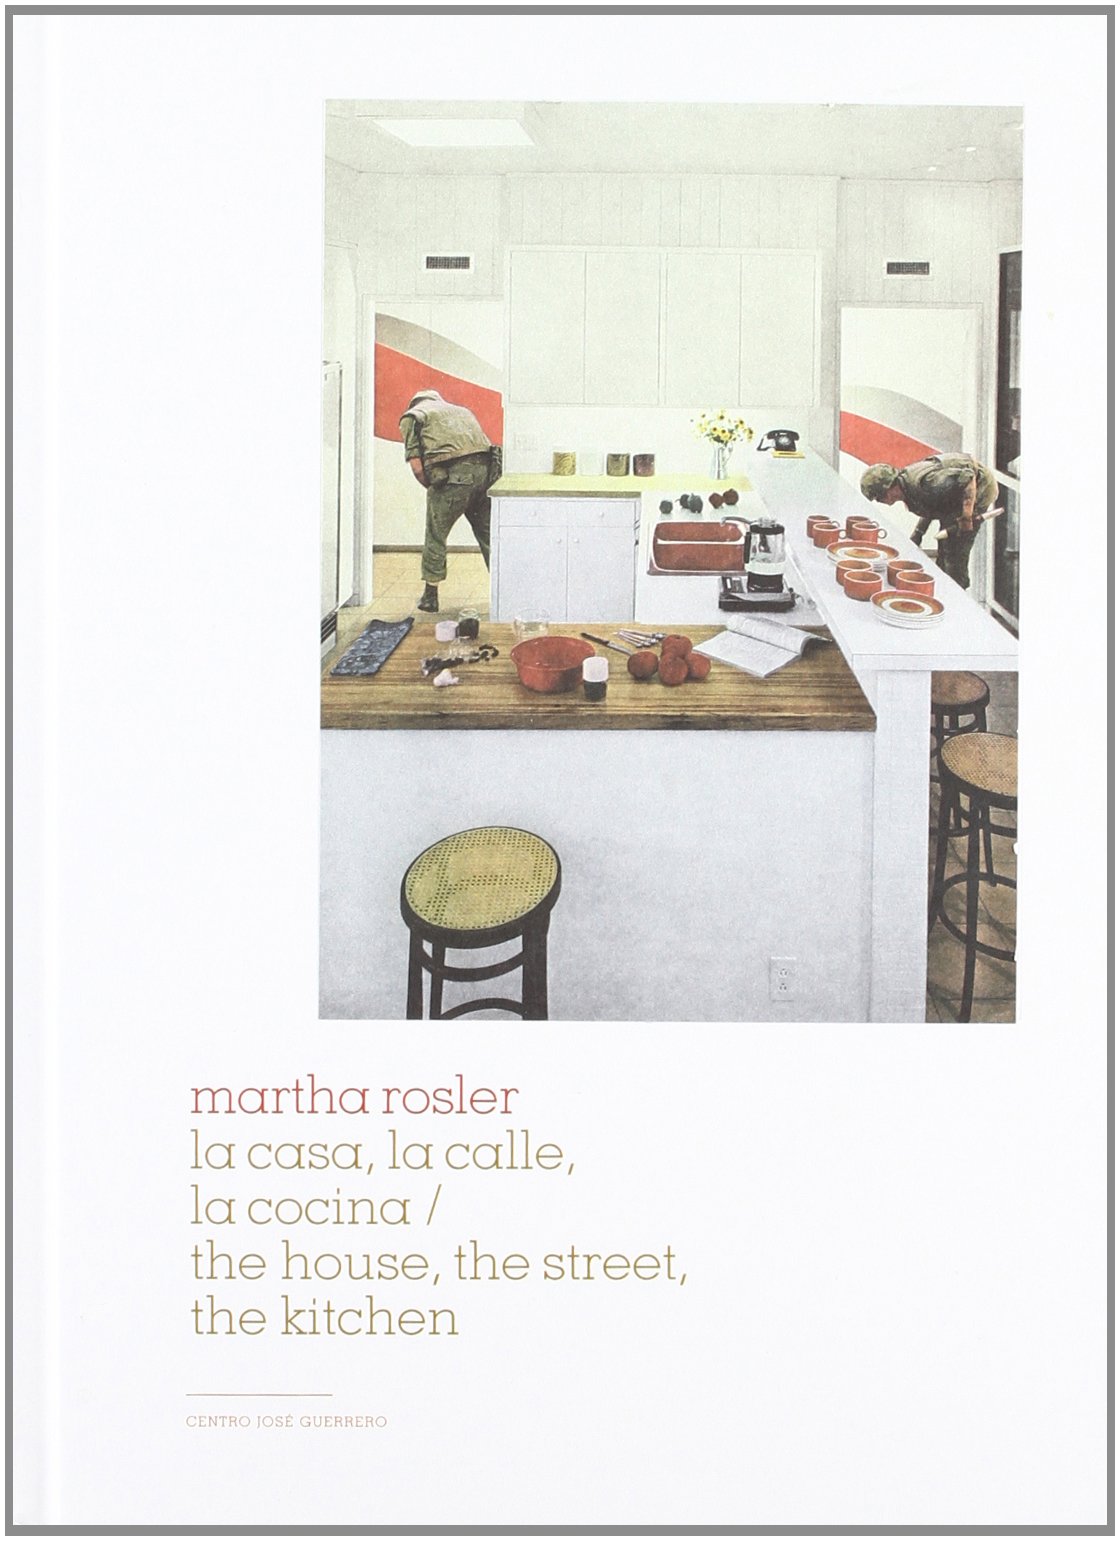 martha rosler
la casa, la calle,
la cocina /
the house, the street,
the kitchen
CENTRO JOSÉ GUERRERO